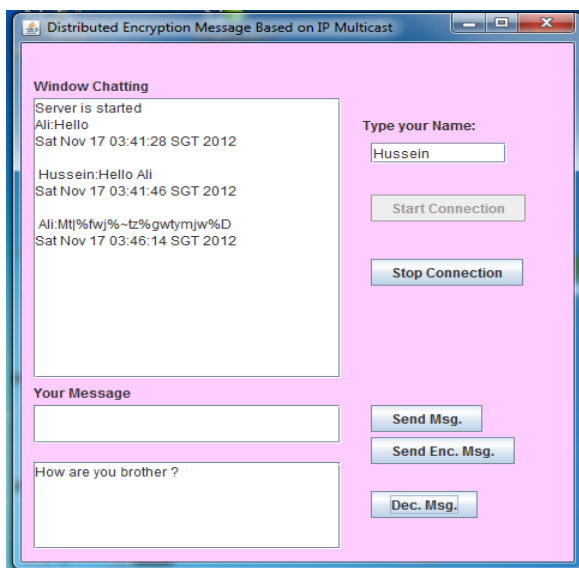 Distributed Encryption Message Based on IP Multicast
Window Chatting
Server is started
Ali:Hello
Sat Nov 17 03:41:28 SGT 2012
Hussein:Hello Ali
Sat Nov 17 03:41:46 SGT 2012
Ali:Mt|%fwj%~tz%gwtymjw%D
Sat Nov 17 03:46:14 SGT 2012
Type your Name:
Hussein
Start Connection
Stop Connection
Your Message
Send Msg.
Send Enc. Msg.
How are you brother ?
Dec. Msg.